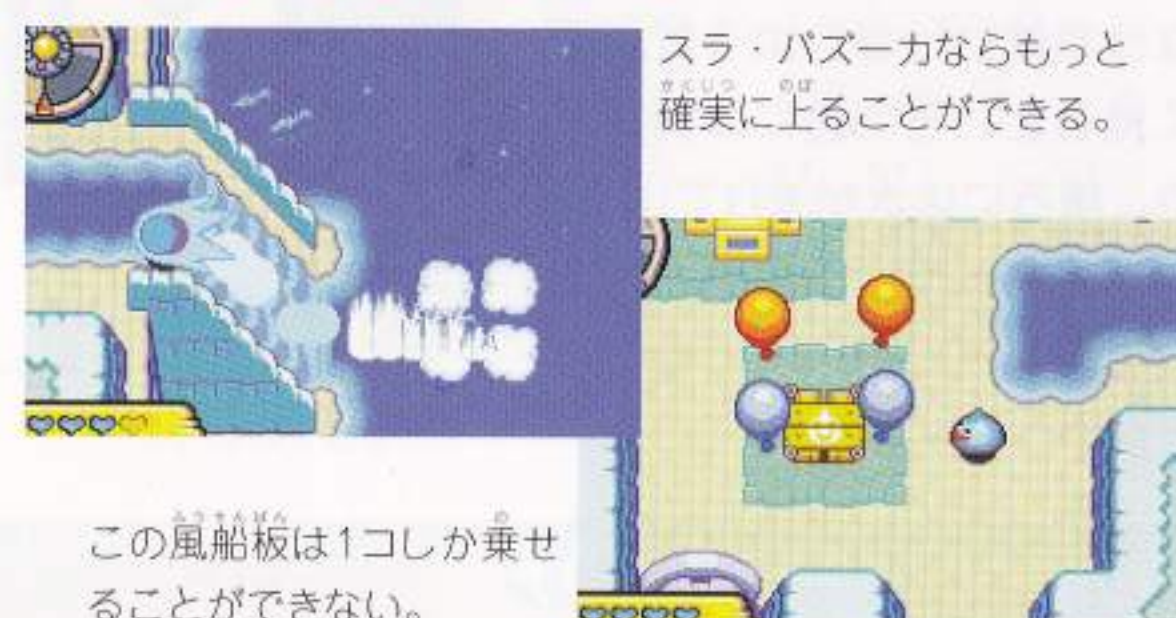 スラ・パズーカならもっと
確実に上ることができる。
この風船板は1コしか乗せ
ることができない。